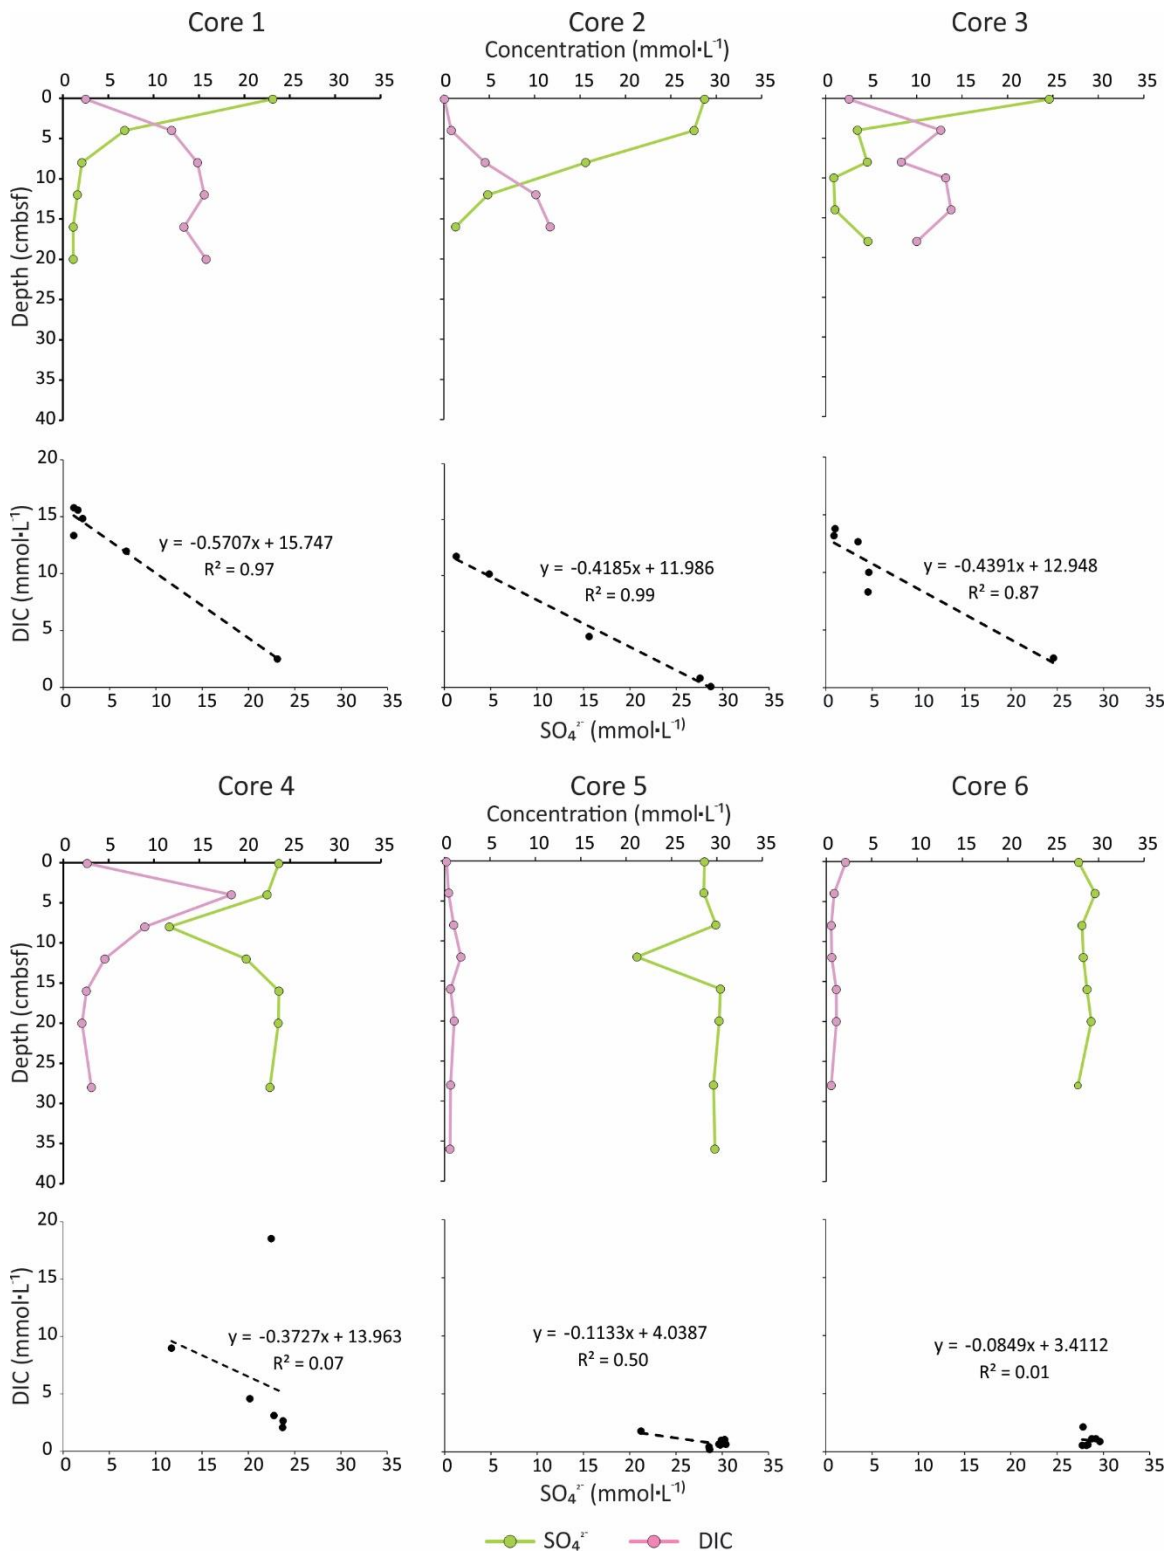 Core 1 Core 2 Core 3
Concentration (mmol·L⁻¹)
0 5 10 15 20 25 30 35 0 5 10 15 20 25 30 35 0 5 10 15 20 25 30 35
0
5
10
15
20
25
30
35
40
Depth (cmbsf)
20
15
10
5
0
DIC (mmol·L⁻¹)
y = -0.5707x + 15.747
R² = 0.97
y = -0.4185x + 11.986
R² = 0.99
y = -0.4391x + 12.948
R² = 0.87
0 5 10 15 20 25 30 35 0 5 10 15 20 25 30 35 0 5 10 15 20 25 30 35
SO₄²⁻ (mmol·L⁻¹)
Core 4 Core 5 Core 6
Concentration (mmol·L⁻¹)
0 5 10 15 20 25 30 35 0 5 10 15 20 25 30 35 0 5 10 15 20 25 30 35
0
5
10
15
20
25
30
35
40
Depth (cmbsf)
20
15
10
5
0
DIC (mmol·L⁻¹)
y = -0.3727x + 13.963
R² = 0.07
y = -0.1133x + 4.0387
R² = 0.50
y = -0.0849x + 3.4112
R² = 0.01
0 5 10 15 20 25 30 35 0 5 10 15 20 25 30 35 0 5 10 15 20 25 30 35
SO₄²⁻ (mmol·L⁻¹)
SO₄²⁻ DIC